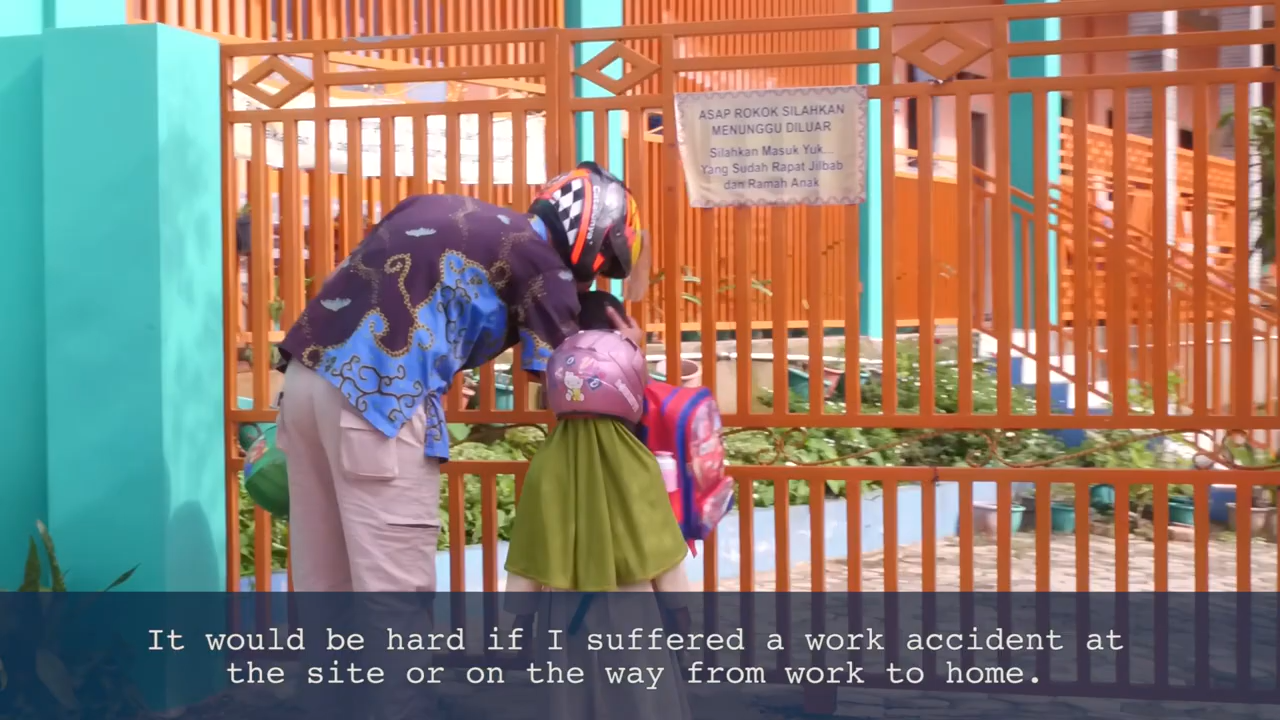 ASAP ROKOK SILAHKAN
MENUNGGU DILUAR
Silahkan Masuk Yuk...
Yang Sudah Rapat Jilbab
dan Ramah Anak
It would be hard if I suffered a work accident at
the site or on the way from work to home.